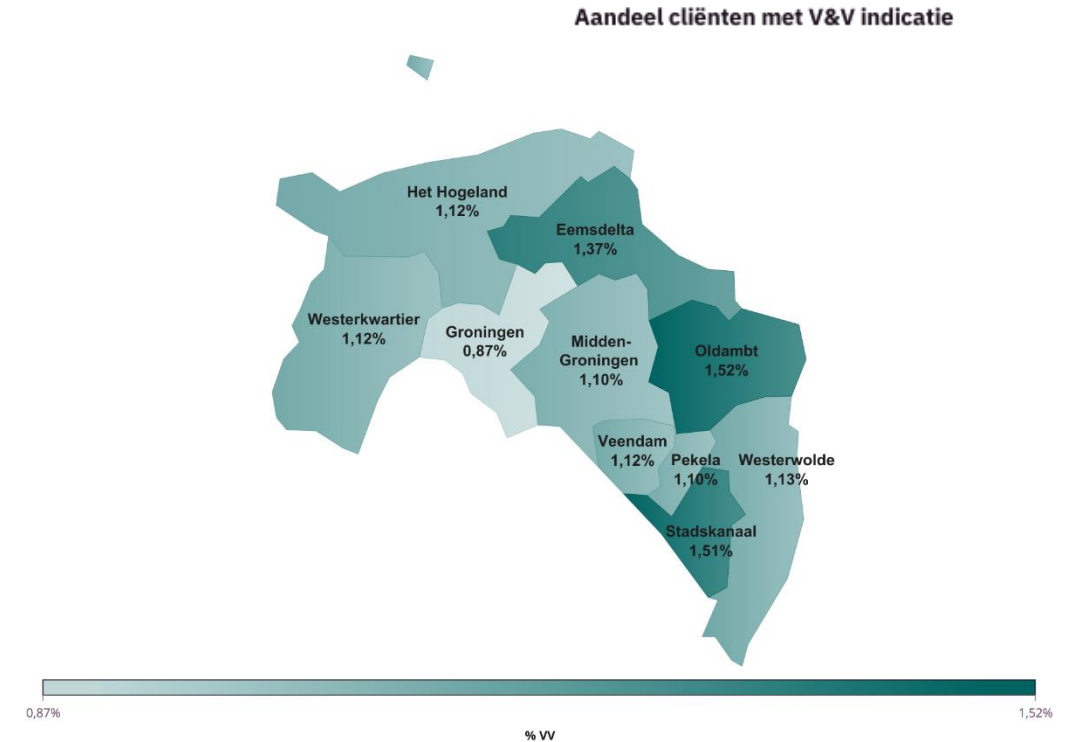 Aandeel cliënten met V&V indicatie
Het Hogeland
1,12%
Eemsdelta
1,37%
Westerkwartier
1,12%
Groningen
0,87%
Midden-
Groningen
1,10%
Oldambt
1,52%
Veendam
1,12%
Pekela
1,10%
Westerwolde
1,13%
Stadskanaal
1,51%
0,87%
1,52%
% VV